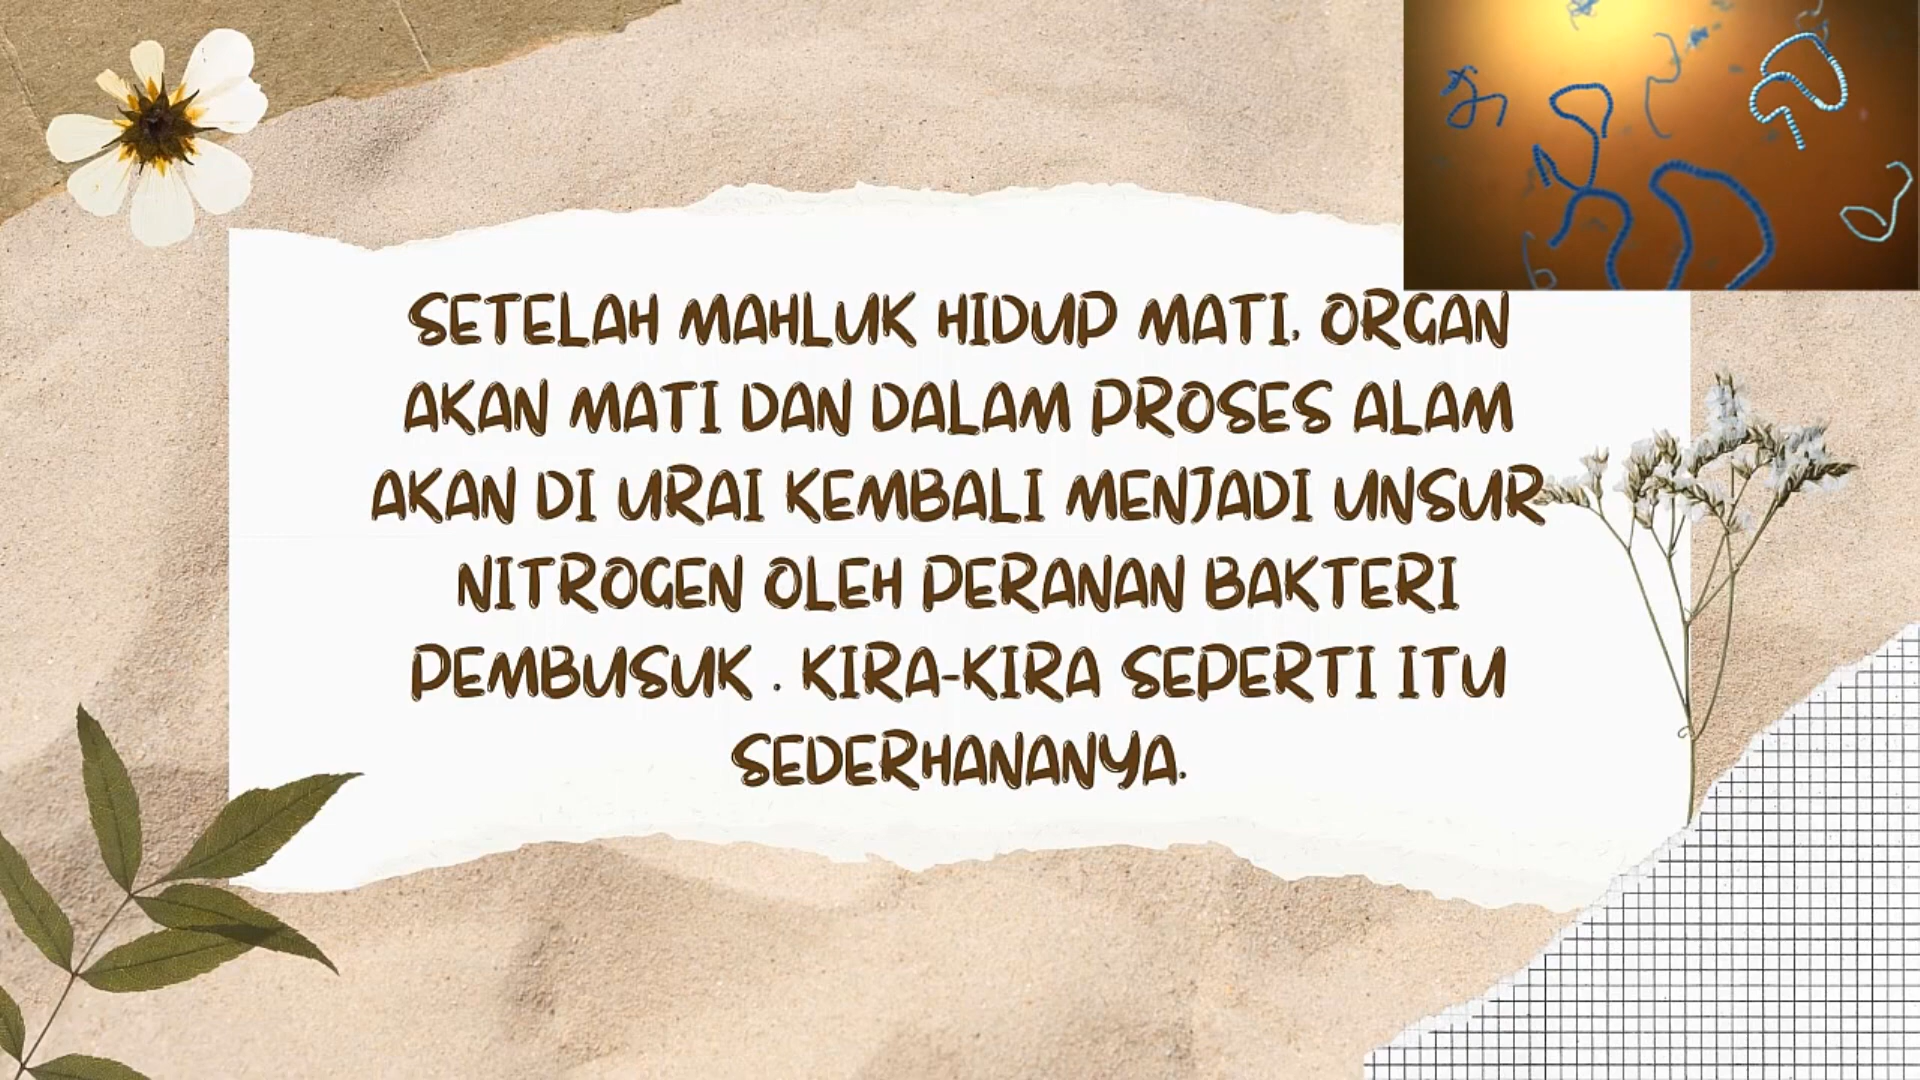 SETELAH MAHLUK HIDUP MATI, ORGAN
AKAN MATI DAN DALAM PROSES ALAM
AKAN DI URAI KEMBALI MENJADI UNSUR
NITROGEN OLEH PERANAN BAKTERI
PEMBUSUK . KIRA-KIRA SEPERTI ITU
SEDERHANANYA.